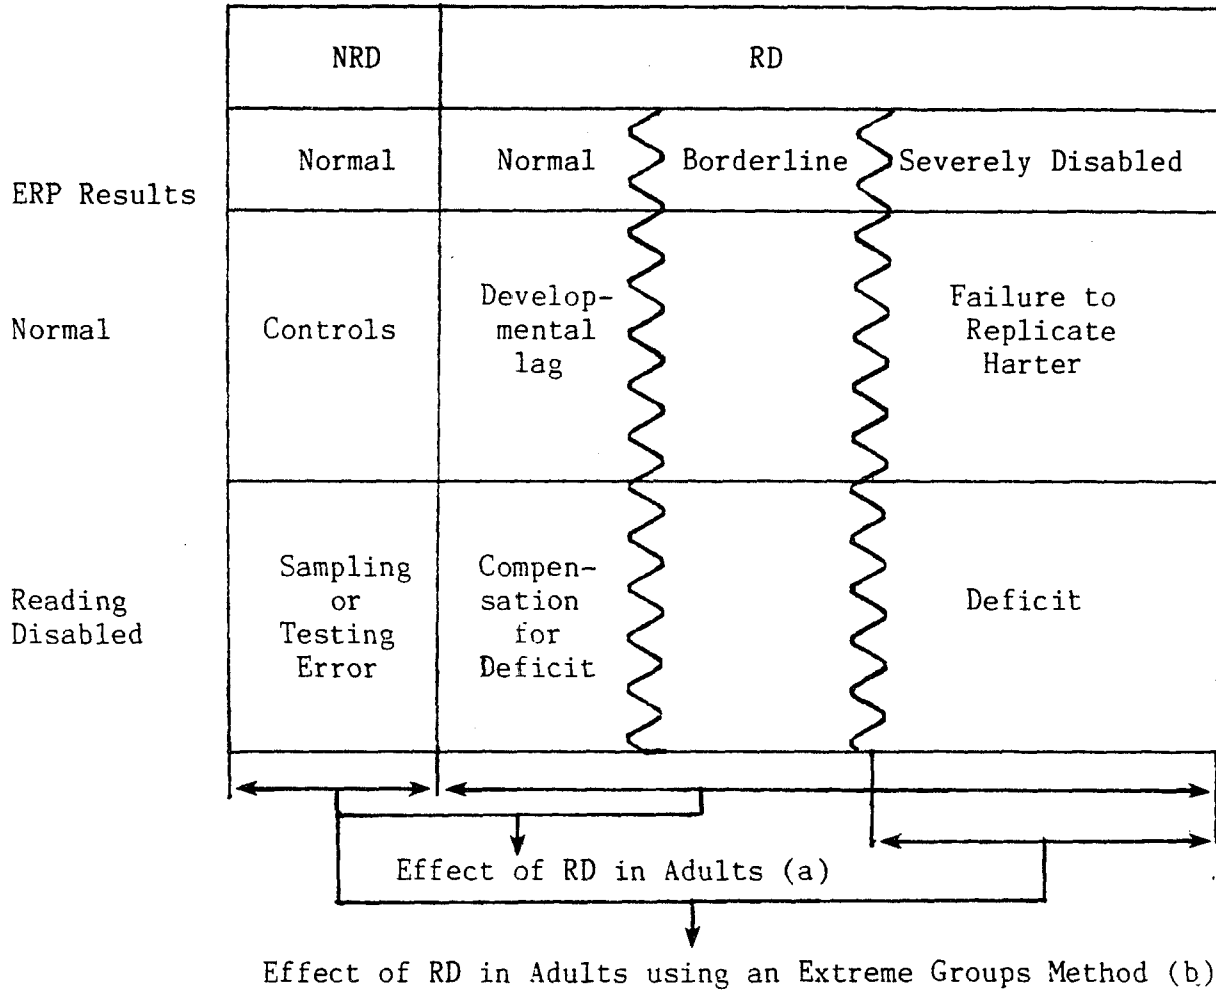 NRD RD
Normal Normal Borderline Severely Disabled
ERP Results
Normal
Controls
Develop-
mental
lag
Failure to
Replicate
Harter
Reading
Disabled
Sampling
or
Testing
Error
Compen-
sation
for
Deficit
Deficit
Effect of RD in Adults (a)
Effect of RD in Adults using an Extreme Groups Method (b)